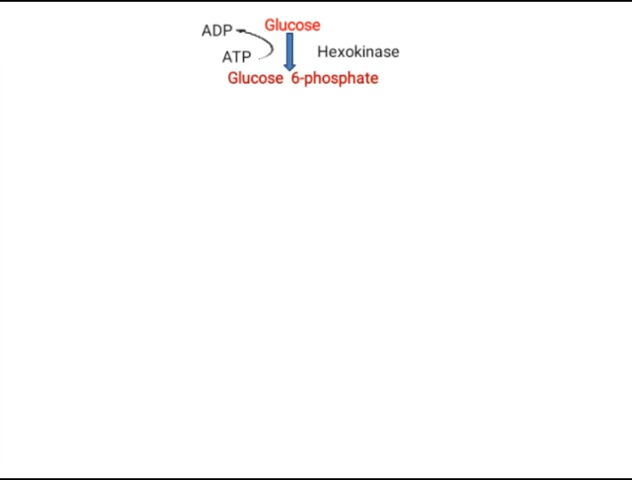 Glucose
ADP
ATP
Hexokinase
Glucose 6-phosphate